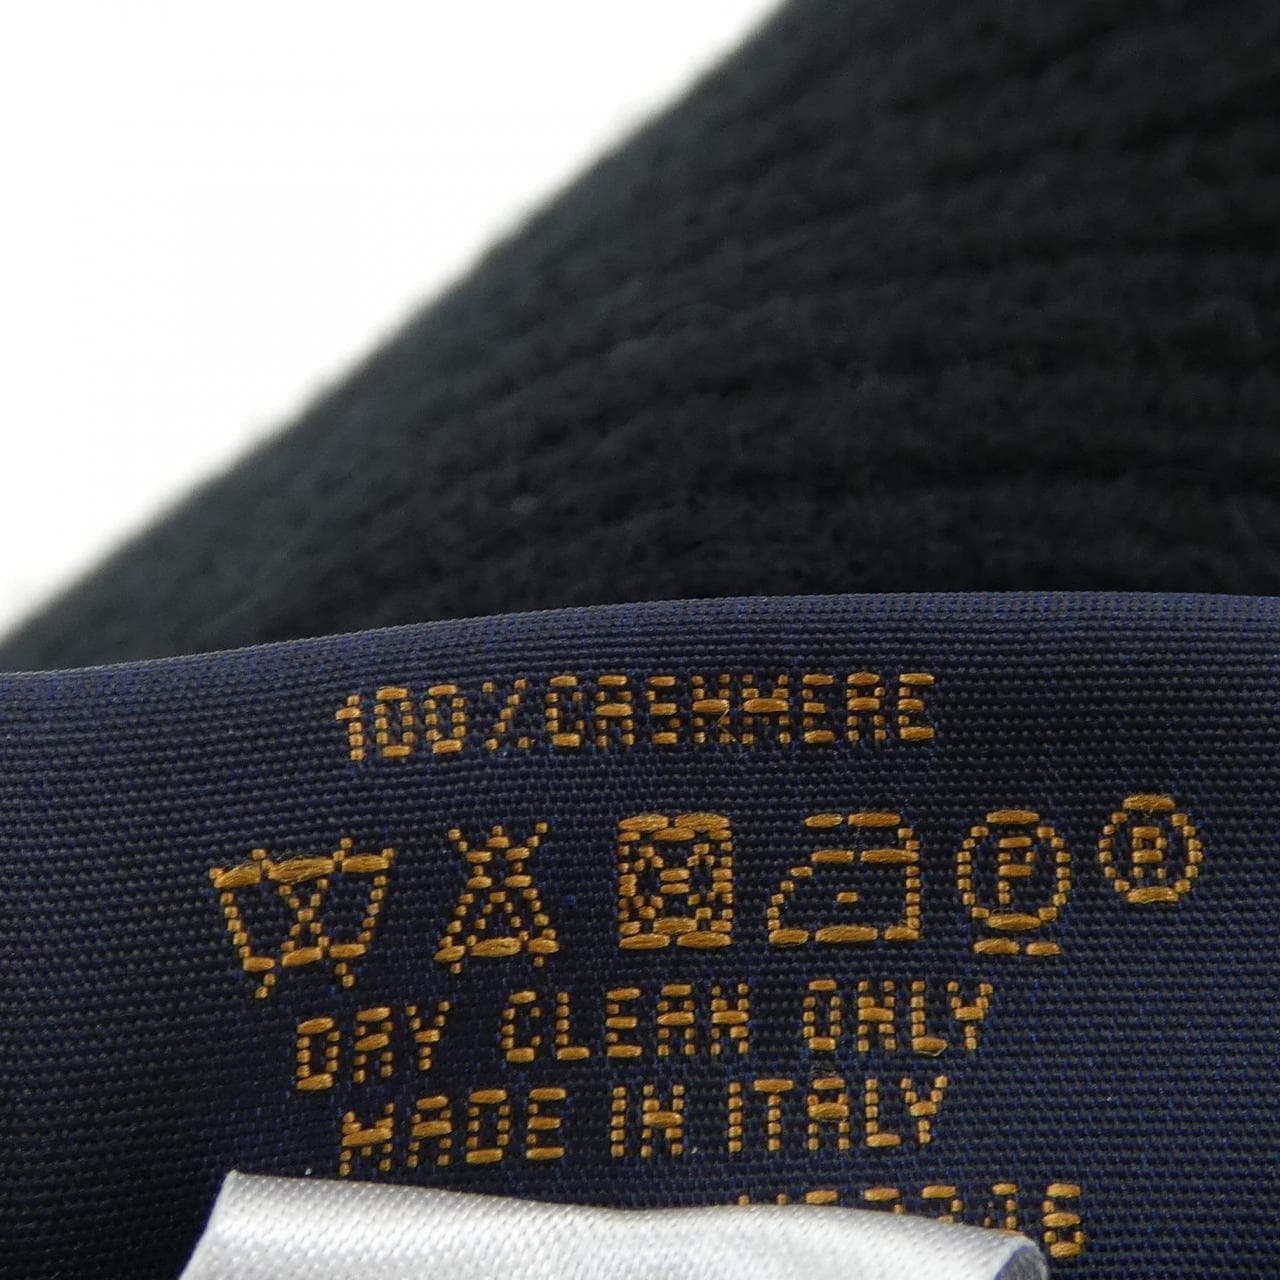 100%CASHMERE
P ®
DRY CLEAN ONLY
MADE IN ITALY